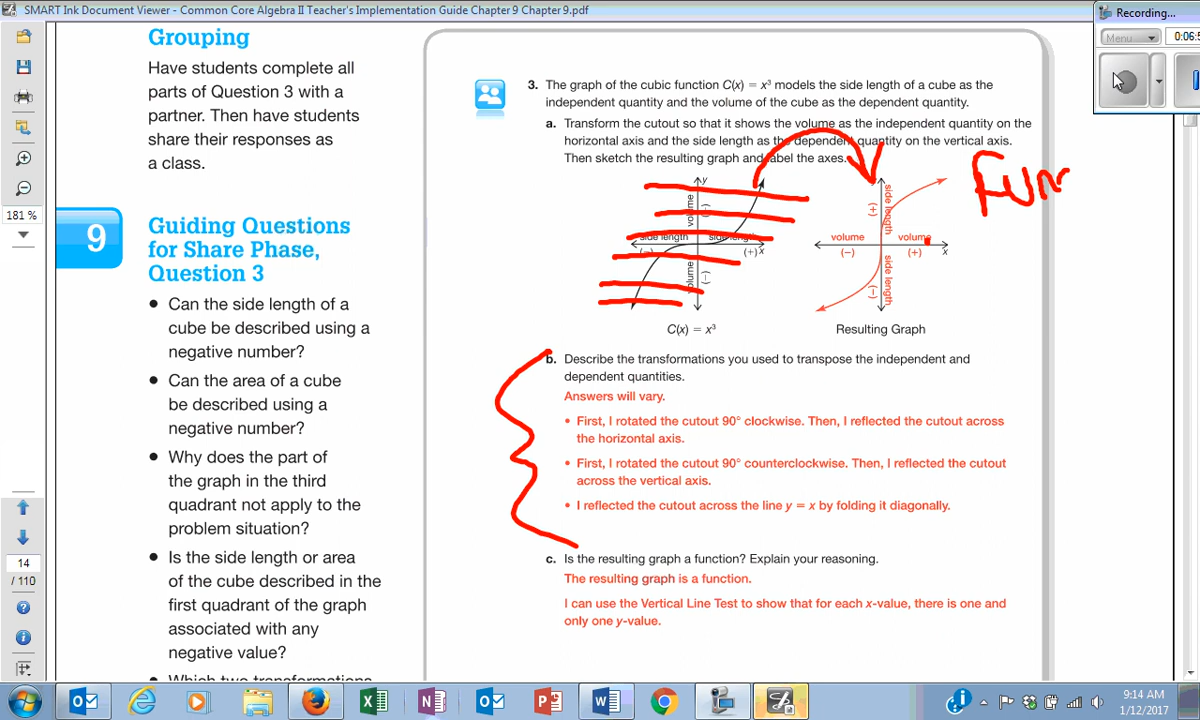 SMART Ink Document Viewer - Common Core Algebra II Teacher's Implementation Guide Chapter 9 Chapter 9.pdf
Recording...
Menu
181 %
14
/ 110
Grouping
Have students complete all
parts of Question 3 with a
partner. Then have students
share their responses as
a class.
9
Guiding Questions
for Share Phase,
Question 3
• Can the side length of a
cube be described using a
negative number?
• Can the area of a cube
be described using a
negative number?
• Why does the part of
the graph in the third
quadrant not apply to the
problem situation?
• Is the side length or area
of the cube described in the
first quadrant of the graph
associated with any
negative value?
• Which two transformations
3. The graph of the cubic function C(x) = x³ models the side length of a cube as the
independent quantity and the volume of the cube as the dependent quantity.
a. Transform the cutout so that it shows the volume as the independent quantity on the
horizontal axis and the side length as the dependent quantity on the vertical axis.
Then sketch the resulting graph and label the axes.
y
volume
side length
side length
(+)
x
volume
(−)
C(x) = x³
side length
(+)
volume
volume
(−)
(+)
x
side length
(−)
Resulting Graph
b. Describe the transformations you used to transpose the independent and
dependent quantities.
Answers will vary.
• First, I rotated the cutout 90° clockwise. Then, I reflected the cutout across
the horizontal axis.
• First, I rotated the cutout 90° counterclockwise. Then, I reflected the cutout
across the vertical axis.
• I reflected the cutout across the line y = x by folding it diagonally.
c. Is the resulting graph a function? Explain your reasoning.
The resulting graph is a function.
I can use the Vertical Line Test to show that for each x-value, there is one and
only one y-value.
9:14 AM
1/12/2017